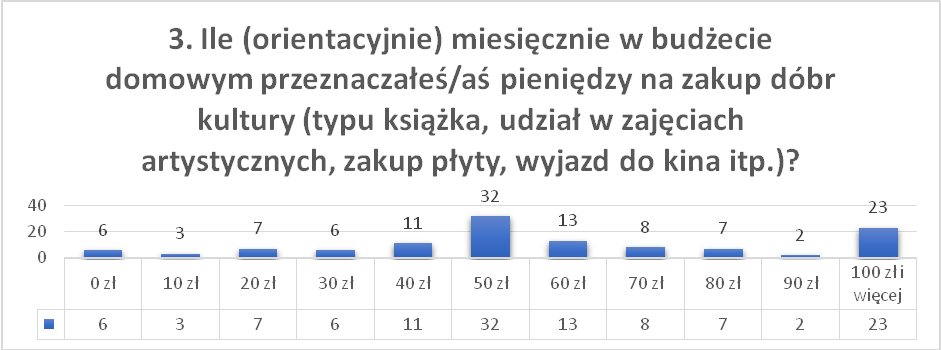 3. Ile (orientacyjnie) miesięcznie w budżecie
domowym przeznaczałeś/aś pieniędzy na zakup dóbr
kultury (typu książka, udział w zajęciach
artystycznych, zakup płyty, wyjazd do kina itp.)?
40
20
0
6 3 7 6 11 32 13 8 7 2 23
0 zł 10 zł 20 zł 30 zł 40 zł 50 zł 60 zł 70 zł 80 zł 90 zł 100 zł i
więcej
6 3 7 6 11 32 13 8 7 2 23